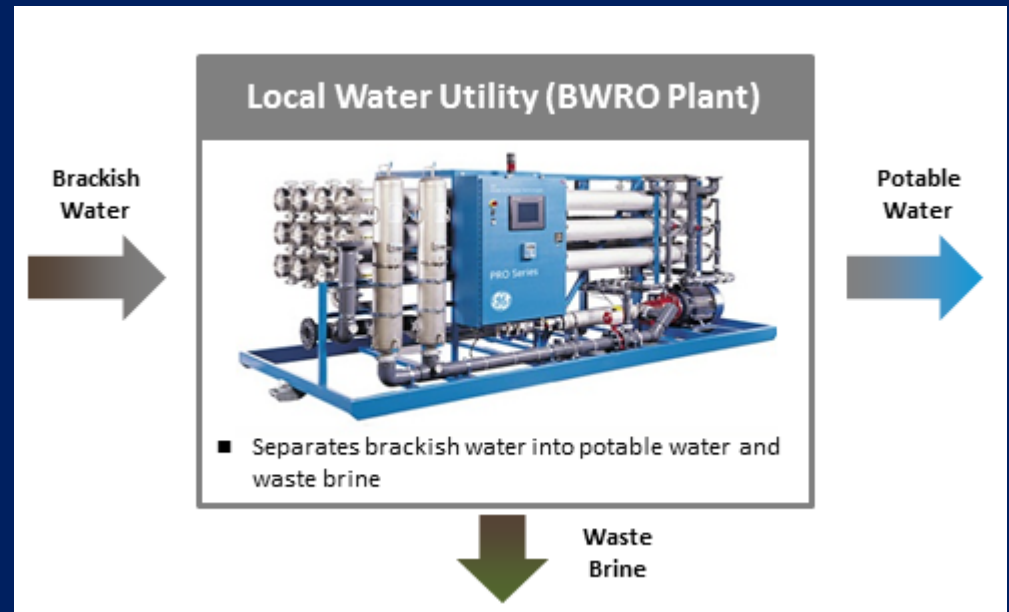 Local Water Utility (BWRO Plant)
Brackish
Water
Potable
Water
PRO Series
■ Separates brackish water into potable water and
waste brine
Waste
Brine